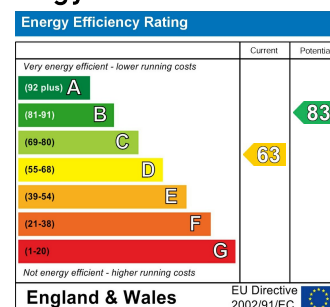 Energy Efficiency Rating
Current Potential
Very energy efficient - lower running costs
(92 plus) A
(81-91) B
83
(69-80) C
63
(55-68) D
(39-54) E
(21-38) F
(1-20) G
Not energy efficient - higher running costs
England & Wales
EU Directive
2002/91/EC